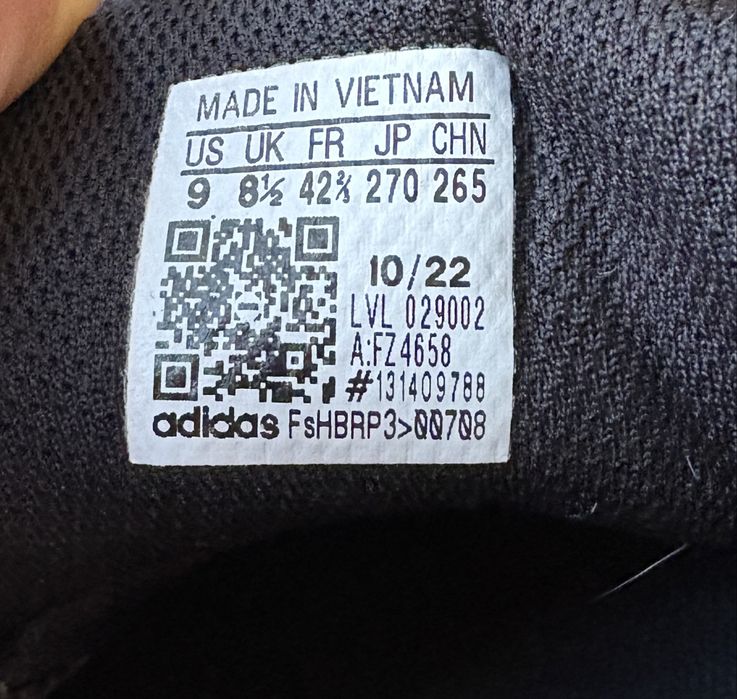 MADE IN VIETNAM
US UK FR JP CHN
9 8½ 42⅔ 270 265
10/22
LVL 029002
A:FZ4658
#131409788
adidas FsHBRP3>00708